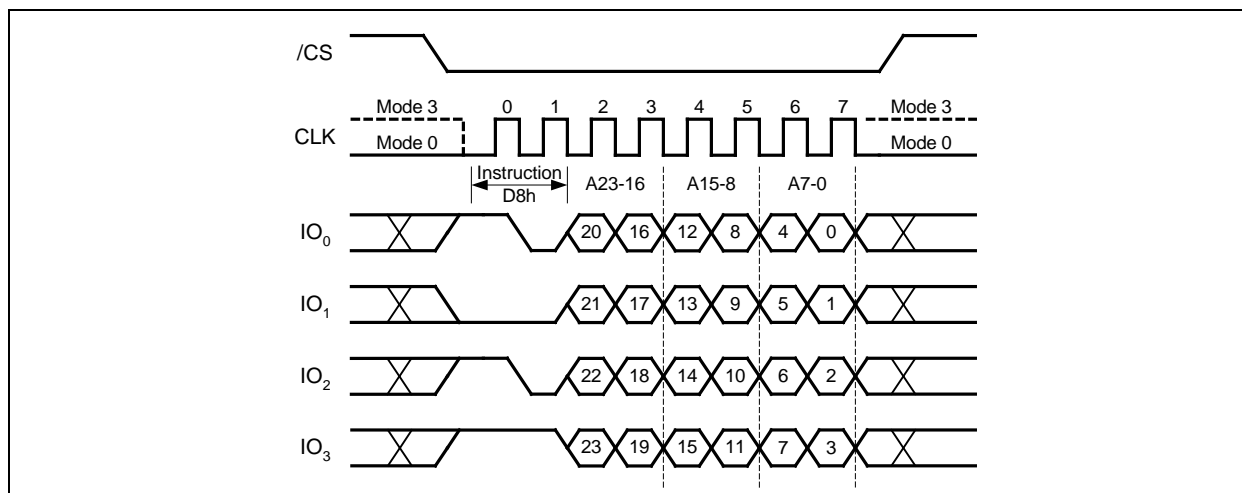 /CS
Mode 3 0 1 2 3 4 5 6 7 Mode 3
CLK
Mode 0 Mode 0
Instruction
D8h
A23-16 A15-8 A7-0
IO0 20 16 12 8 4 0
IO1 21 17 13 9 5 1
IO2 22 18 14 10 6 2
IO3 23 19 15 11 7 3